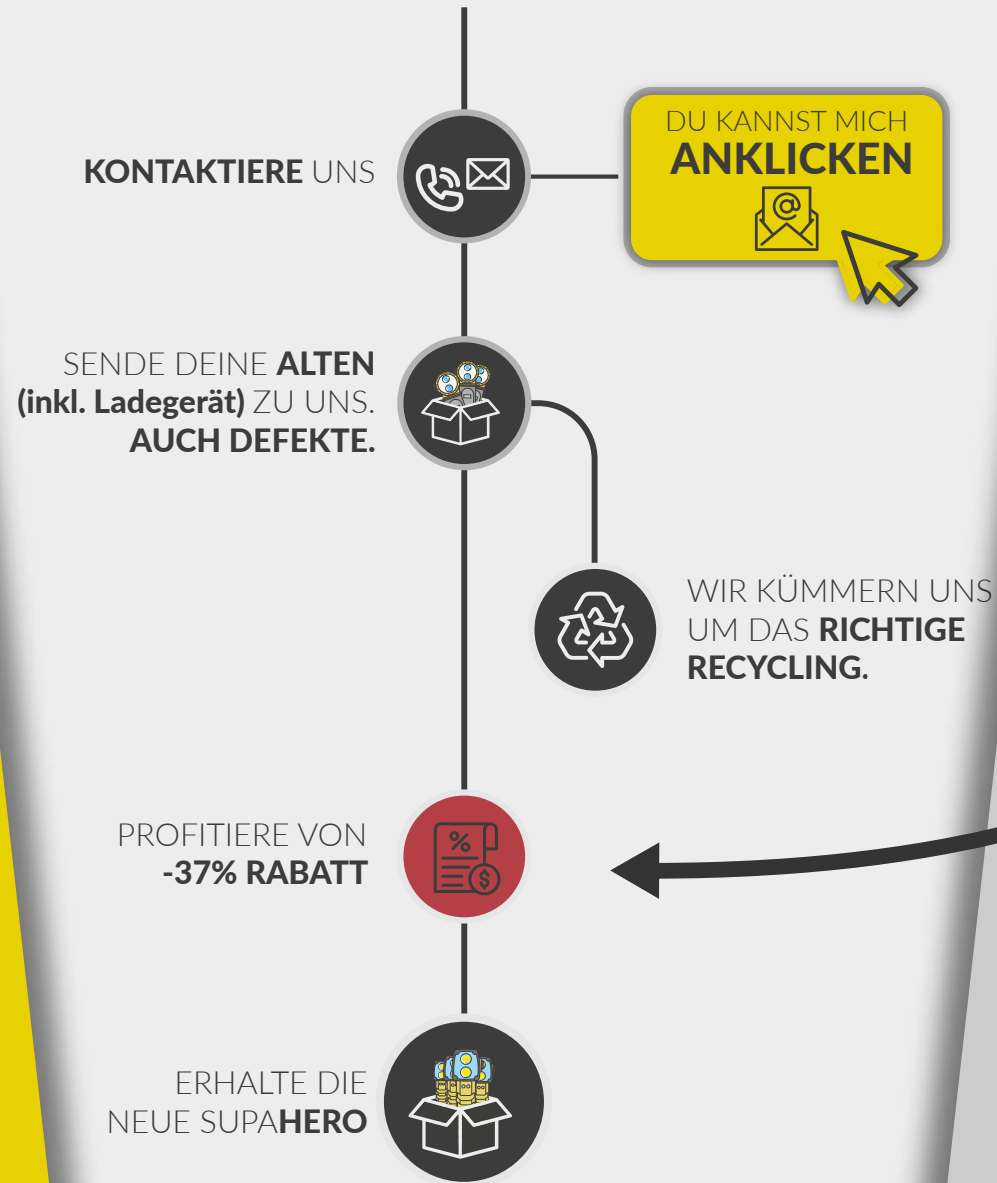 KONTAKTIERE UNS
DU KANNST MICH
ANKLICKEN
@
SENDE DEINE ALTEN
(inkl. Ladegerät) ZU UNS.
AUCH DEFEKTE.
WIR KÜMMERN UNS
UM DAS RICHTIGE
RECYCLING.
PROFITIERE VON
-37% RABATT
%
$
ERHALTE DIE
NEUE SUPAHERO